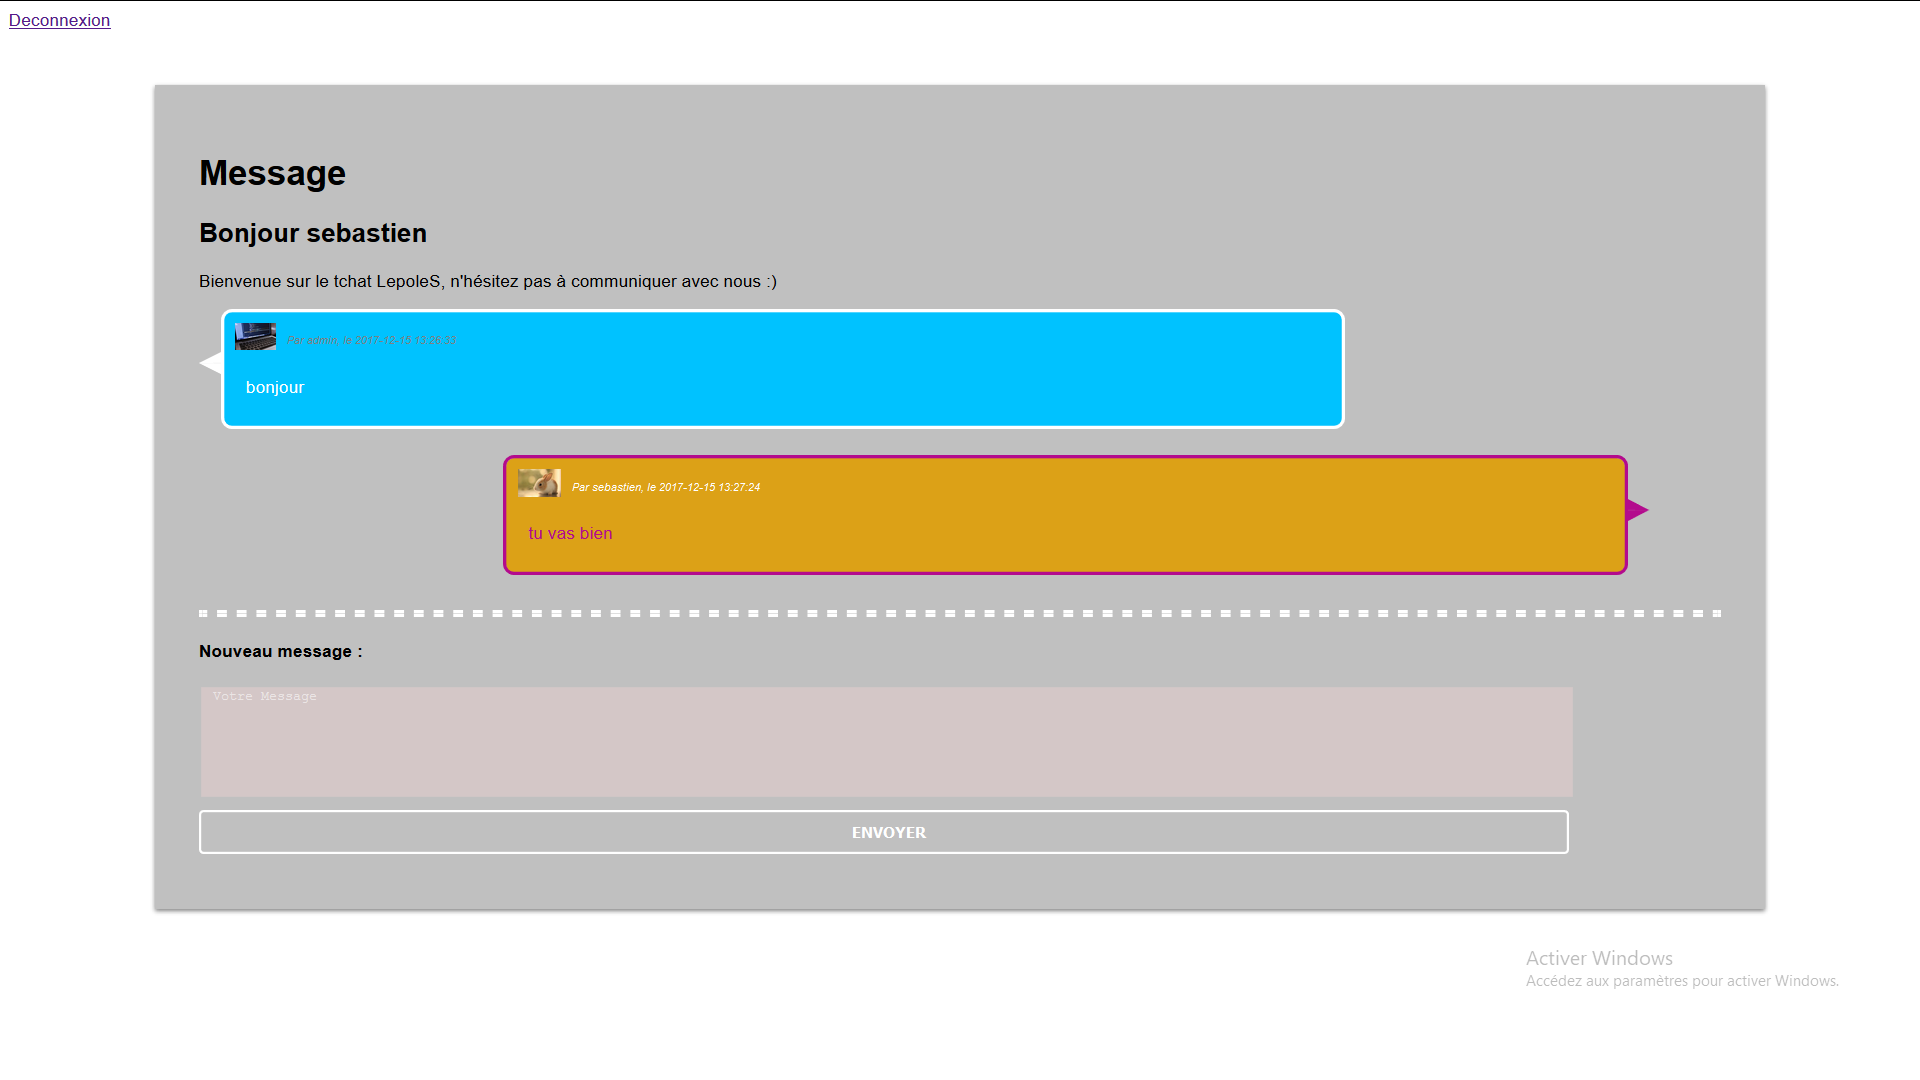 Deconnexion
Message
Bonjour sebastien
Bienvenue sur le tchat LepoleS, n'hésitez pas à communiquer avec nous :)
Par admin, le 2017-12-15 13:26:33
bonjour
Par sebastien, le 2017-12-15 13:27:24
tu vas bien
Nouveau message :
Votre Message
ENVOYER
Activer Windows
Accédez aux paramètres pour activer Windows.